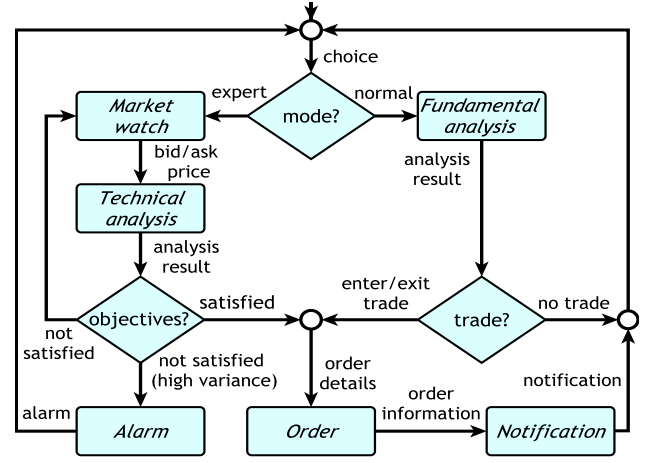 choice
expert
normal
mode?
Market
watch
Fundamental
analysis
bid/ask
price
analysis
result
Technical
analysis
analysis
result
enter/exit
trade
satisfied
no trade
objectives?
trade?
not
satisfied
not satisfied
(high variance)
order
details
order
information
notification
alarm
Alarm
Order
Notification